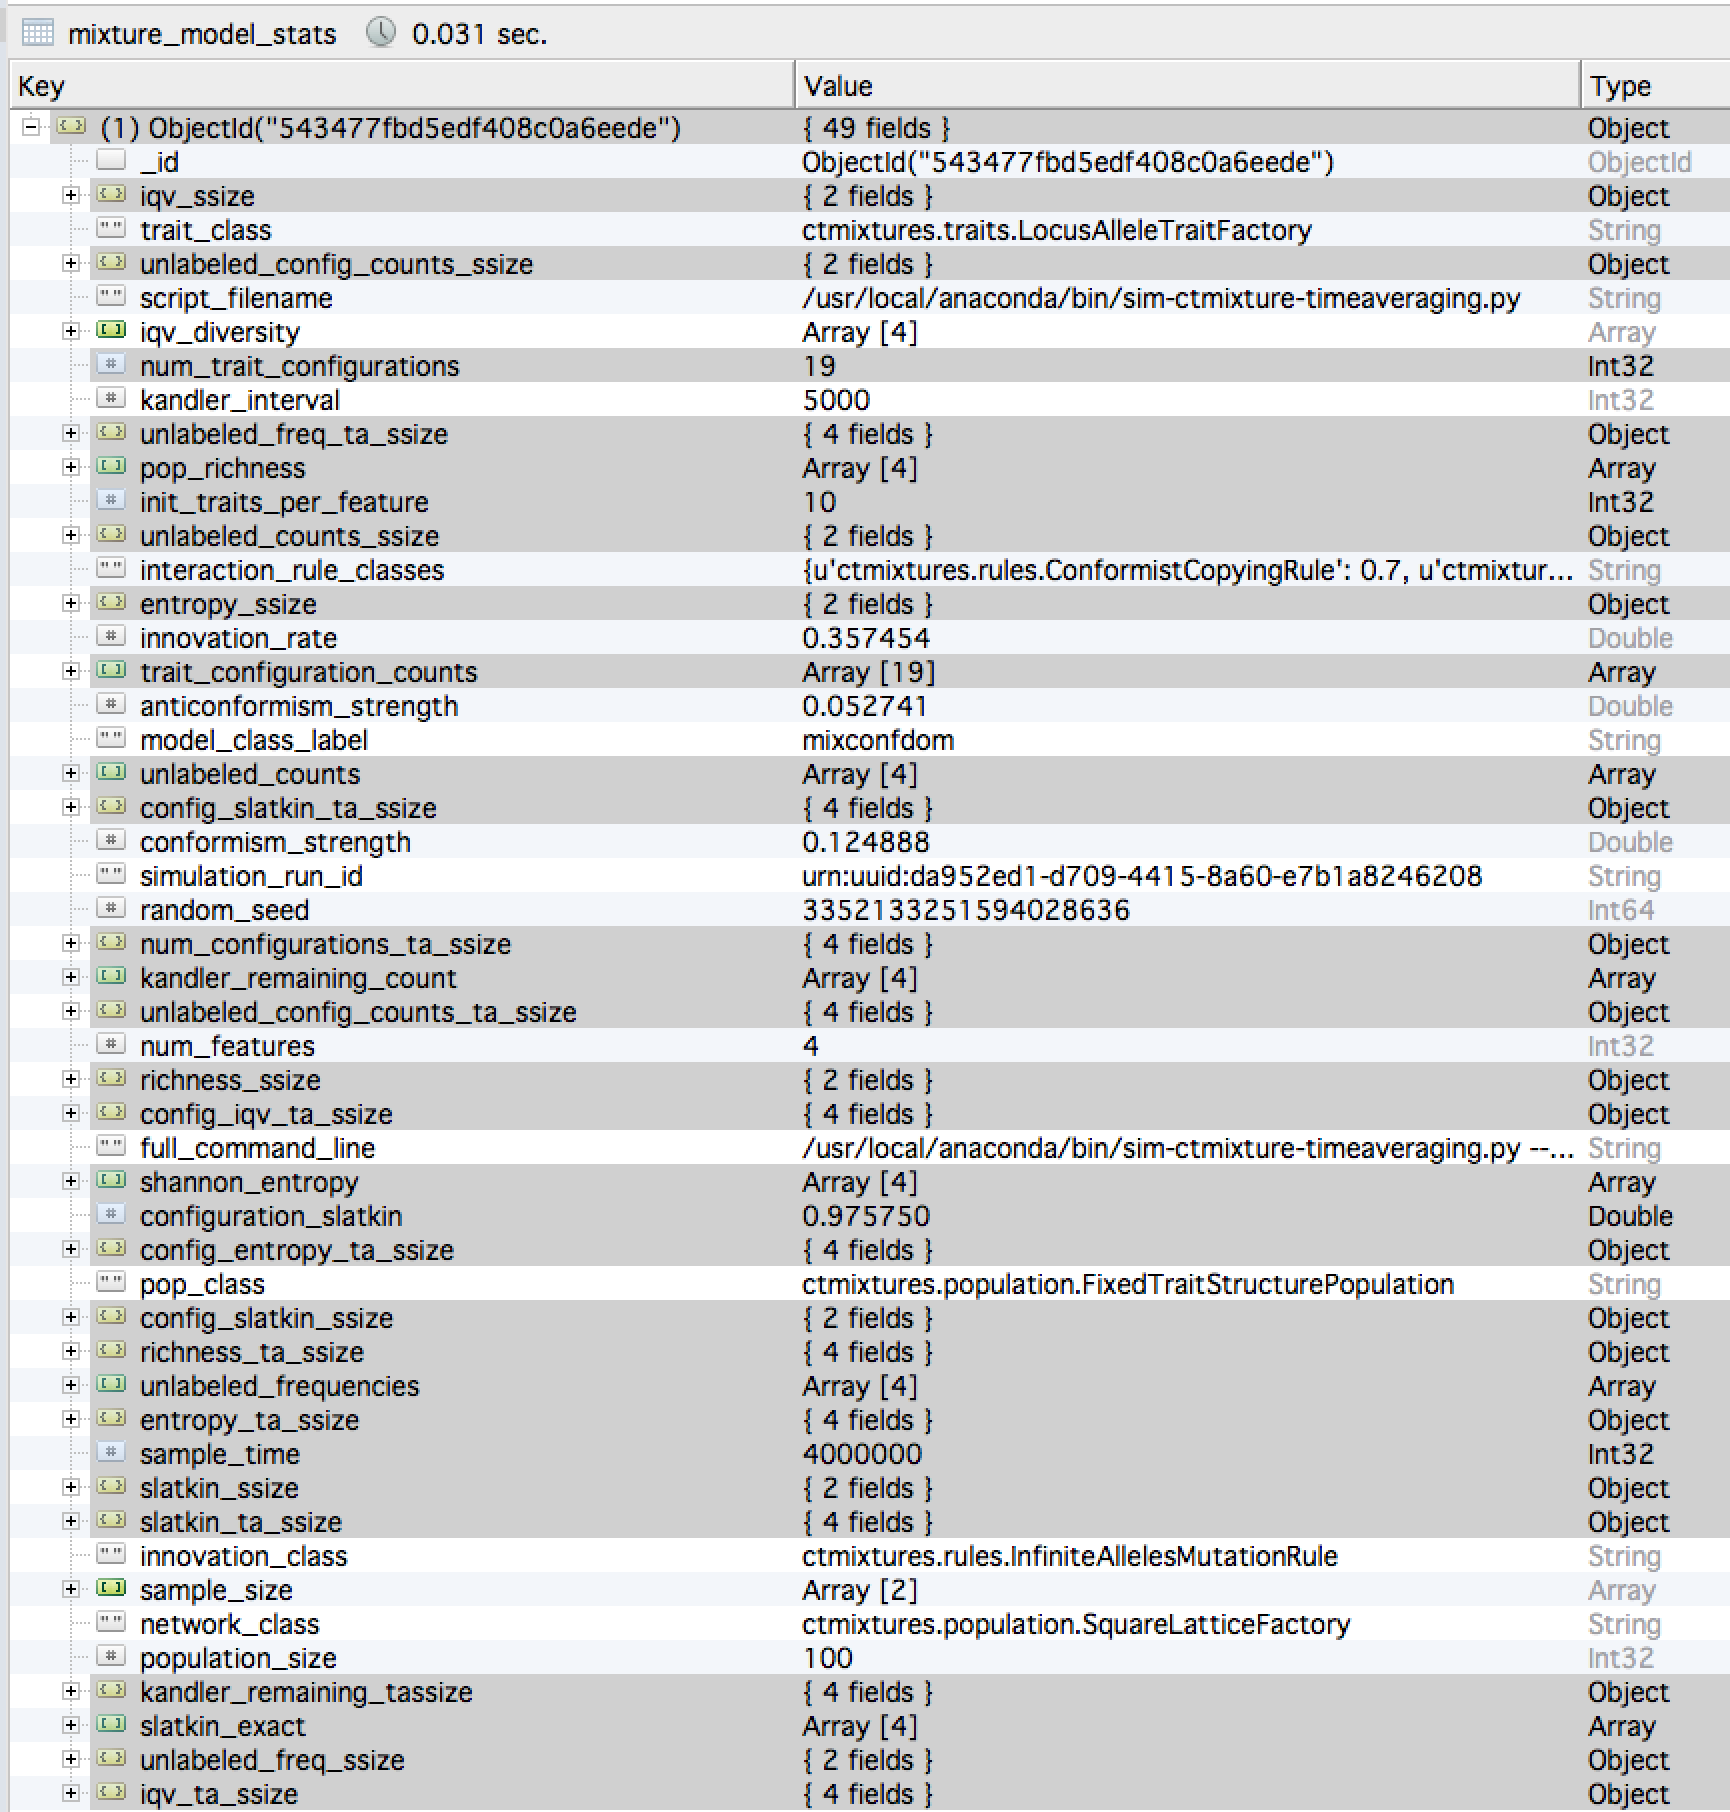 mixture_model_stats 0.031 sec.
Key Value Type
(1) ObjectId("543477fbd5edf408c0a6eede") { 49 fields } Object
_id ObjectId("543477fbd5edf408c0a6eede") ObjectId
iqv_ssize { 2 fields } Object
trait_class ctmixtures.traits.LocusAlleleTraitFactory String
unlabeled_config_counts_ssize { 2 fields } Object
script_filename /usr/local/anaconda/bin/sim-ctmixture-timeaveraging.py String
iqv_diversity Array [4] Array
num_trait_configurations 19 Int32
kandler_interval 5000 Int32
unlabeled_freq_ta_ssize { 4 fields } Object
pop_richness Array [4] Array
init_traits_per_feature 10 Int32
unlabeled_counts_ssize { 2 fields } Object
interaction_rule_classes {u'ctmixtures.rules.ConformistCopyingRule': 0.7, u'ctmixtur... String
entropy_ssize { 2 fields } Object
innovation_rate 0.357454 Double
trait_configuration_counts Array [19] Array
anticonformism_strength 0.052741 Double
model_class_label mixconfdom String
unlabeled_counts Array [4] Array
config_slatkin_ta_ssize { 4 fields } Object
conformism_strength 0.124888 Double
simulation_run_id urn:uuid:da952ed1-d709-4415-8a60-e7b1a8246208 String
random_seed 3352133251594028636 Int64
num_configurations_ta_ssize { 4 fields } Object
kandler_remaining_count Array [4] Array
unlabeled_config_counts_ta_ssize { 4 fields } Object
num_features 4 Int32
richness_ssize { 2 fields } Object
config_iqv_ta_ssize { 4 fields } Object
full_command_line /usr/local/anaconda/bin/sim-ctmixture-timeaveraging.py --... String
shannon_entropy Array [4] Array
configuration_slatkin 0.975750 Double
config_entropy_ta_ssize { 4 fields } Object
pop_class ctmixtures.population.FixedTraitStructurePopulation String
config_slatkin_ssize { 2 fields } Object
richness_ta_ssize { 4 fields } Object
unlabeled_frequencies Array [4] Array
entropy_ta_ssize { 4 fields } Object
sample_time 4000000 Int32
slatkin_ssize { 2 fields } Object
slatkin_ta_ssize { 4 fields } Object
innovation_class ctmixtures.rules.InfiniteAllelesMutationRule String
sample_size Array [2] Array
network_class ctmixtures.population.SquareLatticeFactory String
population_size 100 Int32
kandler_remaining_tassize { 4 fields } Object
slatkin_exact Array [4] Array
unlabeled_freq_ssize { 2 fields } Object
iqv_ta_ssize { 4 fields } Object